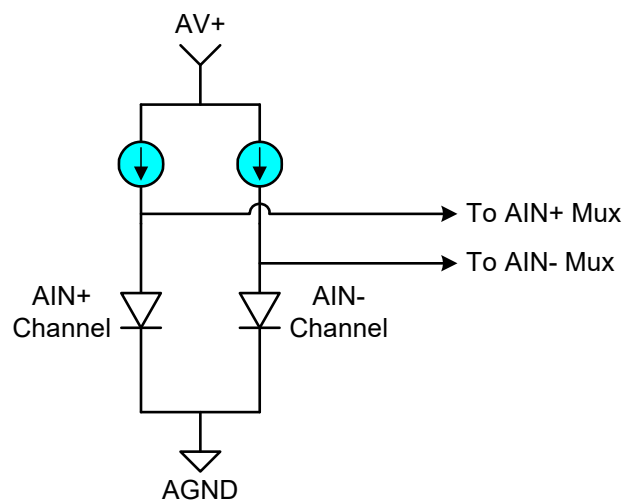 AV+
To AIN+ Mux
To AIN- Mux
AIN+
Channel
AIN-
Channel
AGND